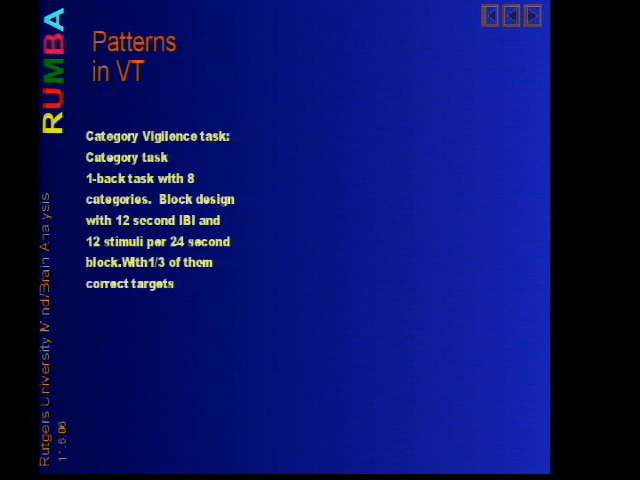 RUMBA
Rutgers University Mind/Brain Analysis
Patterns
in VT
Category Vigilence task:
Category task
1-back task with 8
categories. Block design
with 12 second IBI and
12 stimuli per 24 second
block.With1/3 of them
correct targets